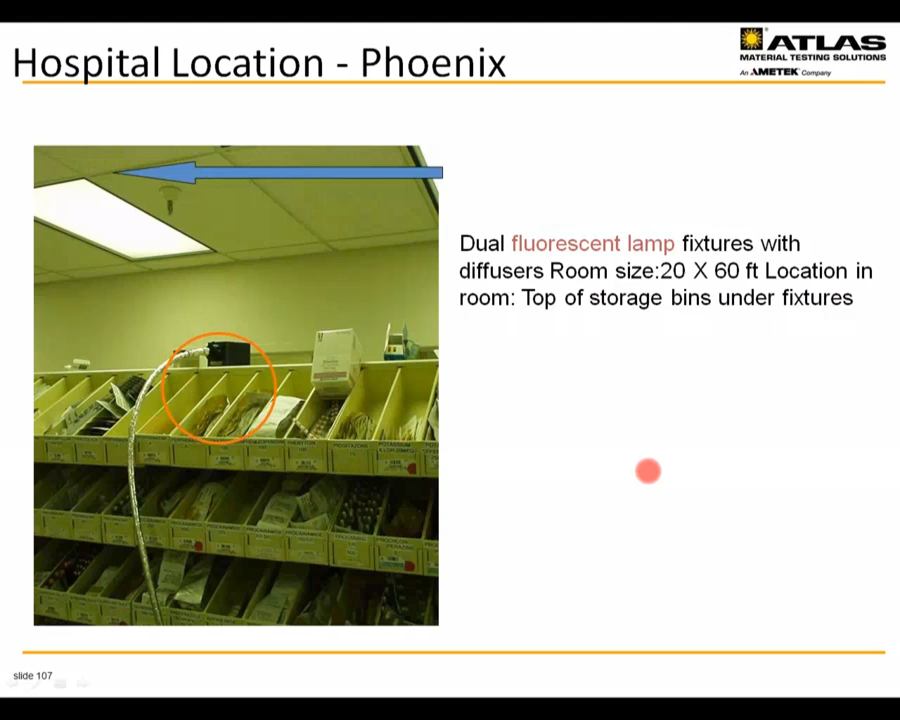 Hospital Location - Phoenix
ATLAS
MATERIAL TESTING SOLUTIONS
An AMETEK Company
Dual fluorescent lamp fixtures with
diffusers Room size:20 X 60 ft Location in
room: Top of storage bins under fixtures
slide 107